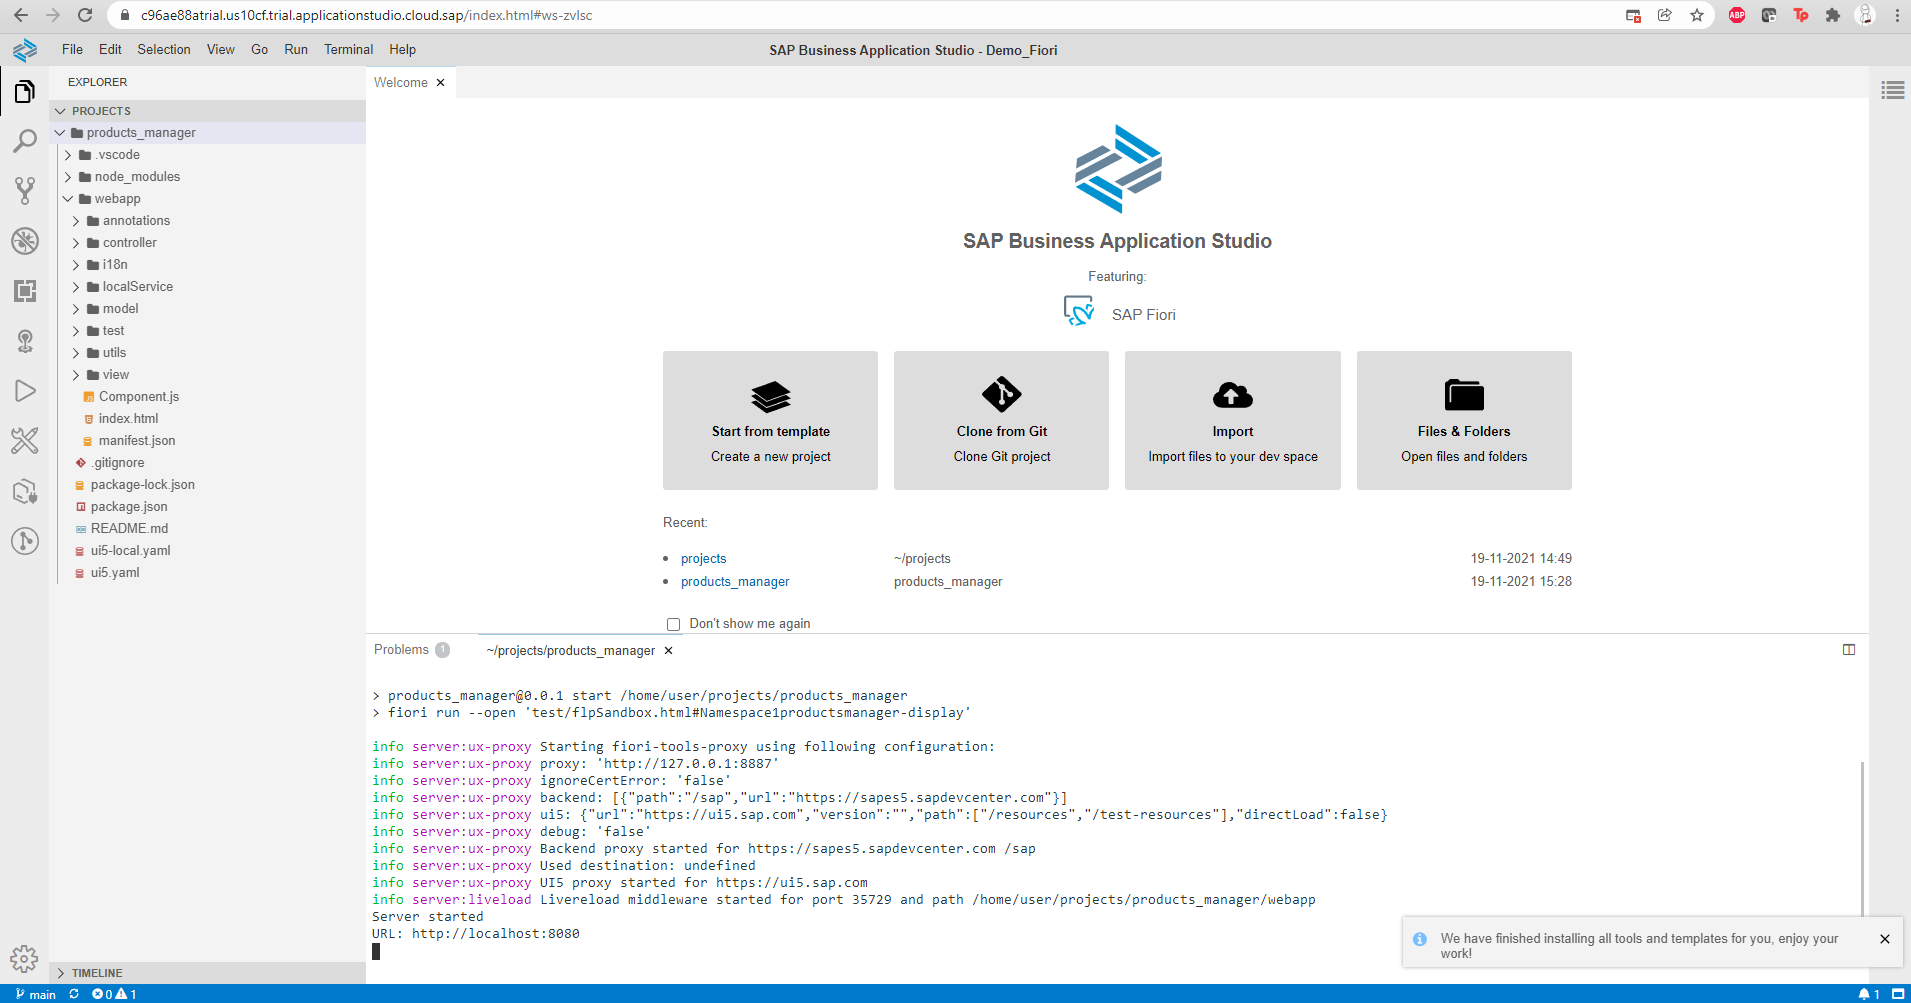 c96ae88atrial.us10cf.trial.applicationstudio.cloud.sap/index.html#ws-zvlsc
ABP
Tp
File Edit Selection View Go Run Terminal Help
SAP Business Application Studio - Demo_Fiori
EXPLORER
PROJECTS
products_manager
.vscode
node_modules
webapp
annotations
controller
i18n
localService
model
test
utils
view
Component.js
index.html
manifest.json
.gitignore
package-lock.json
package.json
README.md
ui5-local.yaml
ui5.yaml
TIMELINE
Welcome
SAP Business Application Studio
Featuring:
SAP Fiori
Start from template
Create a new project
Clone from Git
Clone Git project
Import
Import files to your dev space
Files & Folders
Open files and folders
Recent:
projects ~/projects 19-11-2021 14:49
products_manager products_manager 19-11-2021 15:28
Don't show me again
Problems 1 ~/projects/products_manager
> products_manager@0.0.1 start /home/user/projects/products_manager
> fiori run --open 'test/flpSandbox.html#Namespace1productsmanager-display'
info server:ux-proxy Starting fiori-tools-proxy using following configuration:
info server:ux-proxy proxy: 'http://127.0.0.1:8887'
info server:ux-proxy ignoreCertError: 'false'
info server:ux-proxy backend: [{"path":"/sap","url":"https://sapes5.sapdevcenter.com"}]
info server:ux-proxy ui5: {"url":"https://ui5.sap.com","version":"","path":["/resources","/test-resources"],"directLoad":false}
info server:ux-proxy debug: 'false'
info server:ux-proxy Backend proxy started for https://sapes5.sapdevcenter.com /sap
info server:ux-proxy Used destination: undefined
info server:ux-proxy UI5 proxy started for https://ui5.sap.com
info server:liveload Livereload middleware started for port 35729 and path /home/user/projects/products_manager/webapp
Server started
URL: http://localhost:8080
We have finished installing all tools and templates for you, enjoy your
work!
main 0 1
1